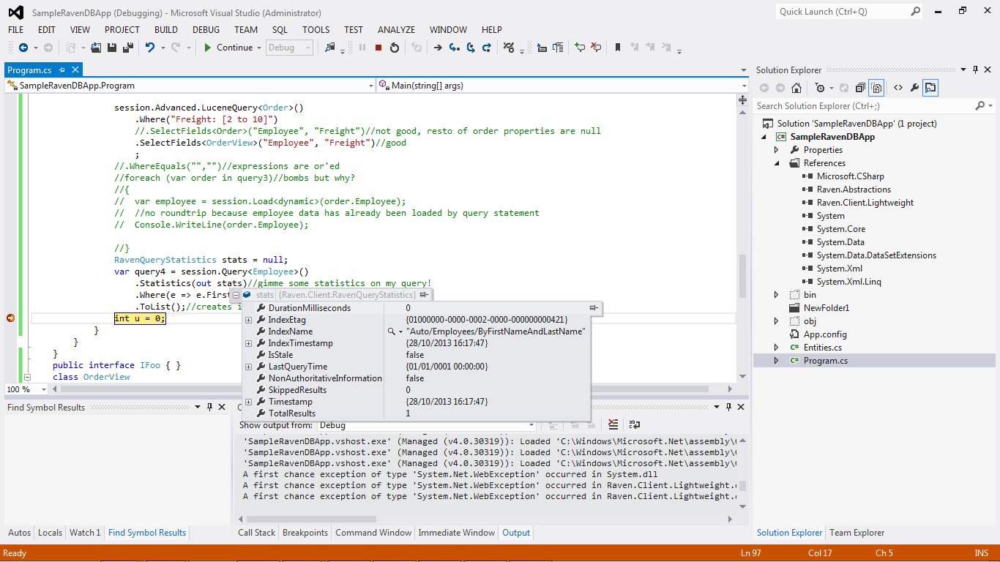 SampleRavenDBApp (Debugging) - Microsoft Visual Studio (Administrator)
Quick Launch (Ctrl+Q)
FILE EDIT VIEW PROJECT BUILD DEBUG TEAM SQL TOOLS TEST ANALYZE WINDOW HELP
Continue Debug
Program.cs
SampleRavenDBApp.Program Main(string[] args)
session.Advanced.LuceneQuery<Order>()
.Where("Freight: [2 to 10]")
//.SelectFields<Order>("Employee", "Freight")//not good, resto of order properties are null
.SelectFields<OrderView>("Employee", "Freight")//good
;
//.WhereEquals("","")//expressions are or'ed
//foreach (var order in query3)//bombs but why?
//{
// var employee = session.Load<dynamic>(order.Employee);
// //no roundtrip because employee data has already been loaded by query statement
// Console.WriteLine(order.Employee);
//}
RavenQueryStatistics stats = null;
var query4 = session.Query<Employee>()
.Statistics(out stats)//gimme some statistics on my query!
.Where(e => e.First
.ToList();//creates i
int u = 0;
}
}
}
public interface IFoo { }
class OrderView
100 %
stats {Raven.Client.RavenQueryStatistics}
DurationMilliseconds 0
IndexEtag {01000000-0000-0002-0000-000000000421}
IndexName "Auto/Employees/ByFirstNameAndLastName"
IndexTimestamp {28/10/2013 16:17:47}
IsStale false
LastQueryTime {01/01/0001 00:00:00}
NonAuthoritativeInformation false
SkippedResults 0
Timestamp {28/10/2013 16:17:47}
TotalResults 1
Find Symbol Results
Show output from: Debug
'SampleRavenDBApp.vshost.exe' (Managed (v4.0.30319)): Loaded 'C:\Windows\Microsoft.Net\assembly\
'SampleRavenDBApp.vshost.exe' (Managed (v4.0.30319)): Loaded 'C:\Windows\Microsoft.Net\assembly\
'SampleRavenDBApp.vshost.exe' (Managed (v4.0.30319)): Loaded 'C:\Windows\Microsoft.Net\assembly\
A first chance exception of type 'System.Net.WebException' occurred in System.dll
A first chance exception of type 'System.Net.WebException' occurred in Raven.Client.Lightweight.
A first chance exception of type 'System.Net.WebException' occurred in Raven.Client.Lightweight.
Autos Locals Watch 1 Find Symbol Results
Call Stack Breakpoints Command Window Immediate Window Output
Solution Explorer
Search Solution Explorer (Ctrl+;)
Solution 'SampleRavenDBApp' (1 project)
SampleRavenDBApp
Properties
References
Microsoft.CSharp
Raven.Abstractions
Raven.Client.Lightweight
System
System.Core
System.Data
System.Data.DataSetExtensions
System.Xml
System.Xml.Linq
bin
NewFolder1
obj
App.config
C# Entities.cs
C# Program.cs
Solution Explorer Team Explorer
Ready Ln 97 Col 17 Ch 5 INS